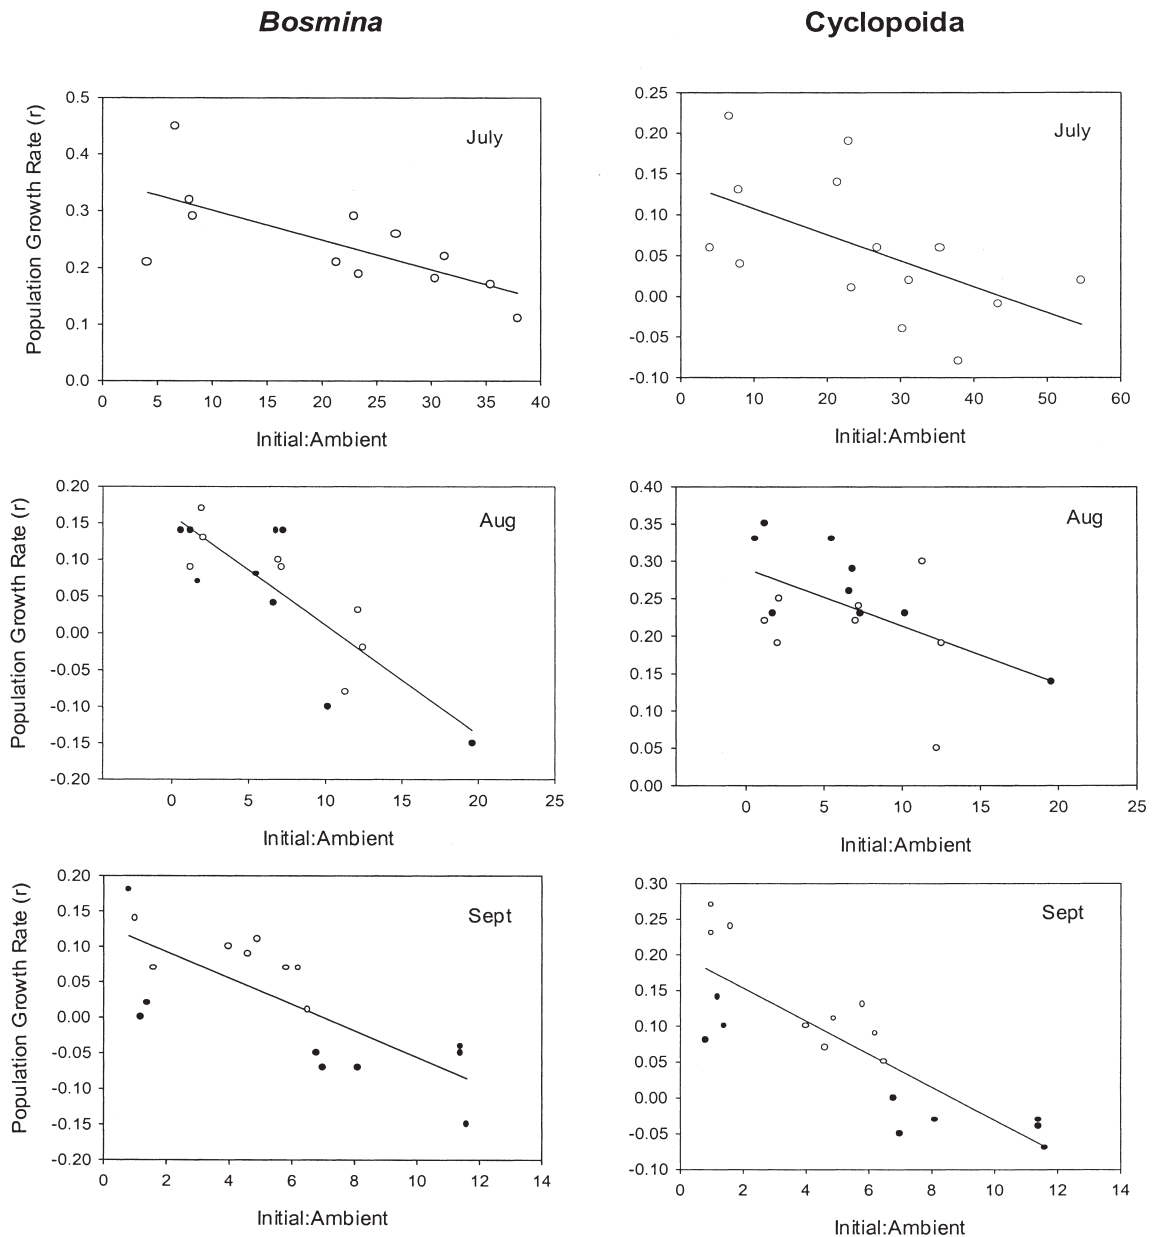 Bosmina Cyclopoida
Population Growth Rate (r)
0.5
0.4
0.3
0.2
0.1
0.0
July
0 5 10 15 20 25 30 35 40
Initial:Ambient
0.25
0.20
0.15
0.10
0.05
0.00
-0.05
-0.10
July
0 10 20 30 40 50 60
Initial:Ambient
Population Growth Rate (r)
0.20
0.15
0.10
0.05
0.00
-0.05
-0.10
-0.15
-0.20
Aug
0 5 10 15 20 25
Initial:Ambient
0.40
0.35
0.30
0.25
0.20
0.15
0.10
0.05
0.00
Aug
0 5 10 15 20 25
Initial:Ambient
Population Growth Rate (r)
0.20
0.15
0.10
0.05
0.00
-0.05
-0.10
-0.15
-0.20
Sept
0 2 4 6 8 10 12 14
Initial:Ambient
0.30
0.25
0.20
0.15
0.10
0.05
0.00
-0.05
-0.10
Sept
0 2 4 6 8 10 12 14
Initial:Ambient